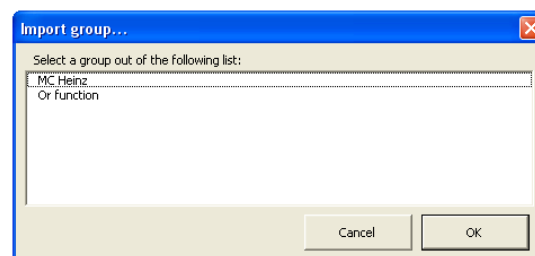 Import group...
Select a group out of the following list:
MC Heinz
Or function
Cancel OK